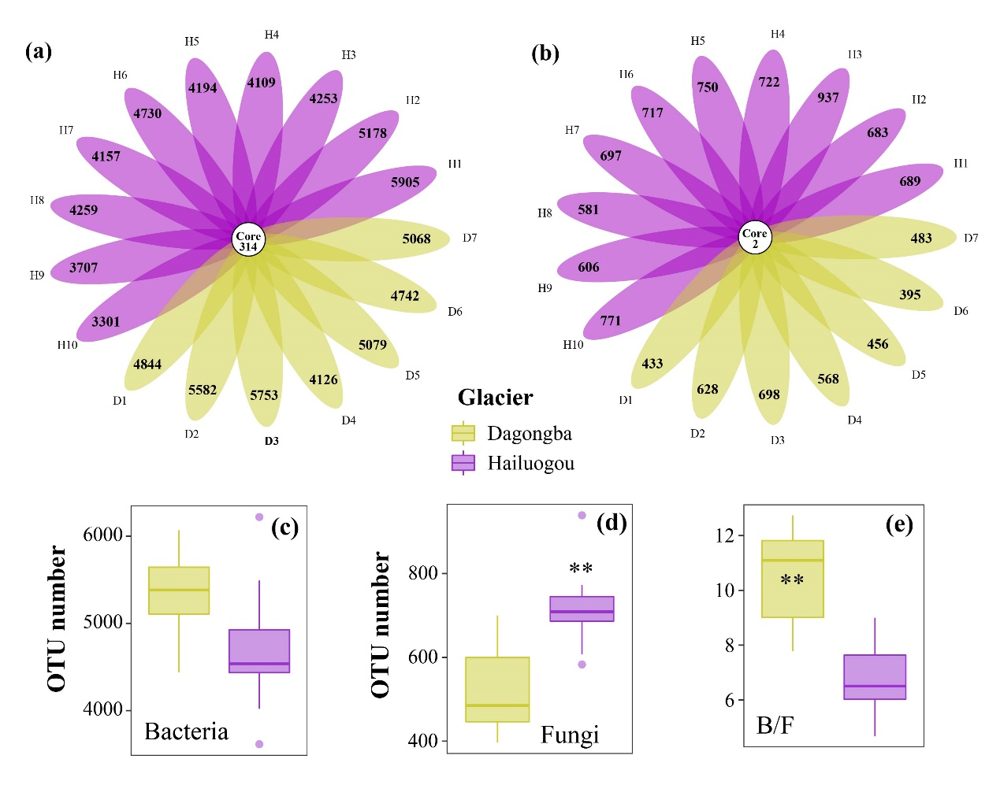 (a)
H4
H5
H3
H6
H2
H7
H1
H8
D7
H9
D6
H10
D5
D1
D4
D2
D3
4109
4194
4253
4730
5178
4157
5905
4259
5068
3707
4742
3301
5079
4844
4126
5582
5753
Core
314
(b)
H4
H5
H3
H6
H2
H7
H1
H8
D7
H9
D6
H10
D5
D1
D4
D2
D3
722
750
937
717
683
697
689
581
483
606
395
771
456
433
568
628
698
Core
2
Glacier
Dagongba
Hailuogou
(c)
OTU number
6000
5000
4000
Bacteria
(d)
OTU number
800
600
400
**
Fungi
(e)
12
10
8
6
**
B/F